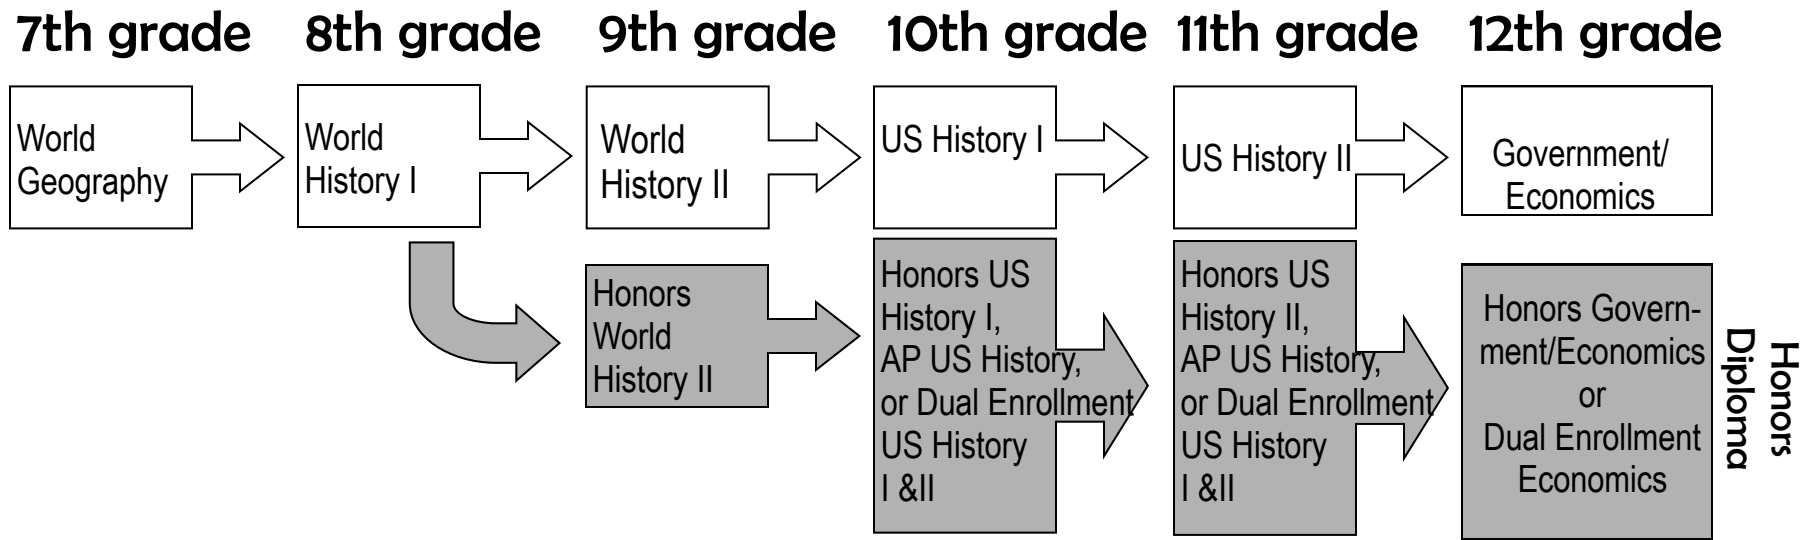 7th grade
8th grade
9th grade
10th grade
11th grade
12th grade
World
Geography
World
History I
World
History II
US History I
US History II
Government/
Economics
Honors
World
History II
Honors US
History I,
AP US History,
or Dual Enrollment
US History
I &II
Honors US
History II,
AP US History,
or Dual Enrollment
US History
I &II
Honors Govern-
ment/Economics
or
Dual Enrollment
Economics
Honors
Diploma